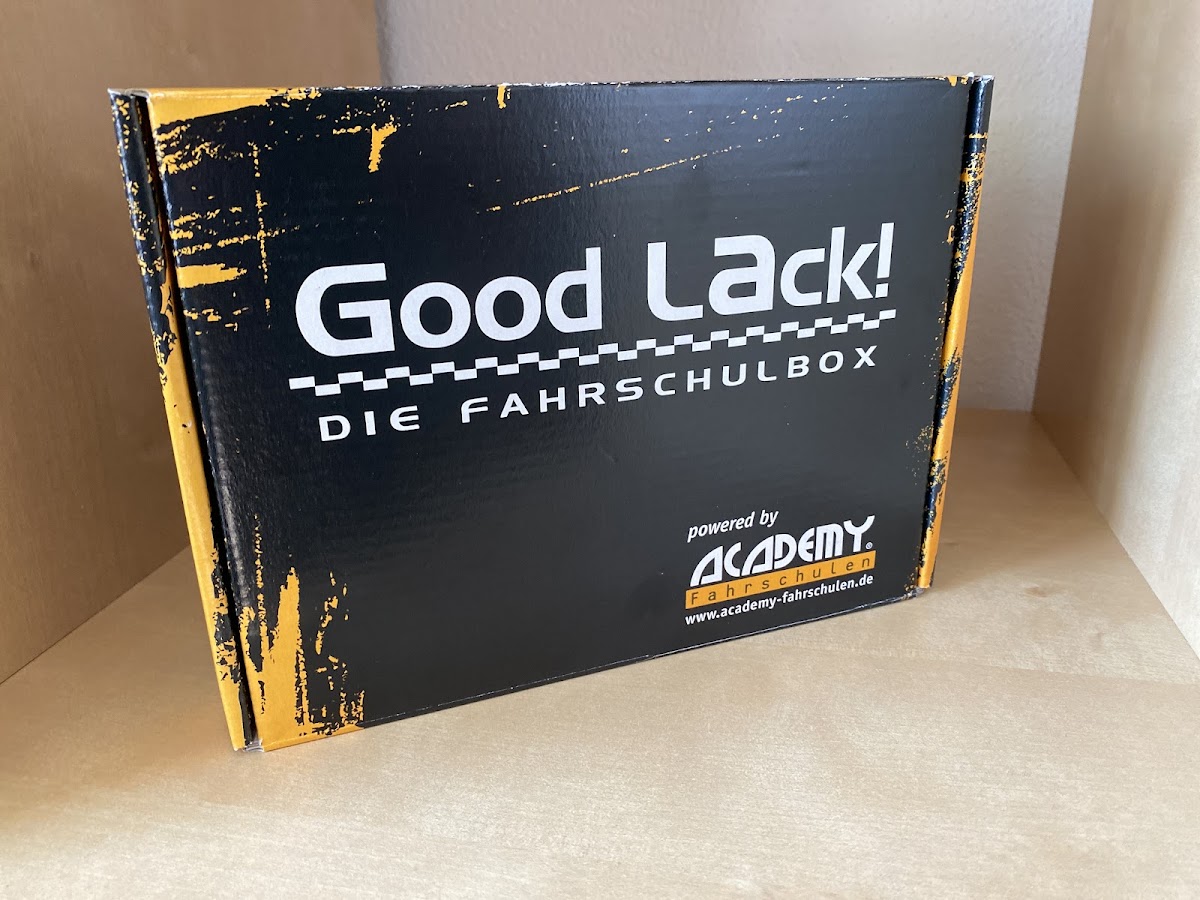 Good Lack!
DIE FAHRSCHULBOX
powered by
ACADEMY®
Fahrschulen
www.academy-fahrschulen.de